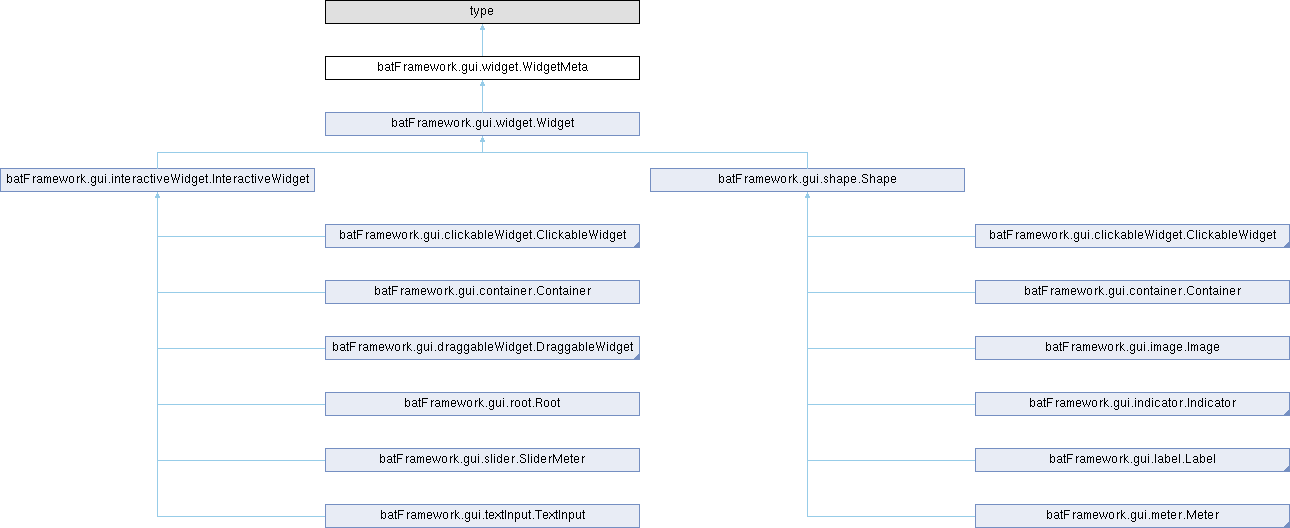 type
batFramework.gui.widget.WidgetMeta
batFramework.gui.widget.Widget
batFramework.gui.interactiveWidget.InteractiveWidget
batFramework.gui.shape.Shape
batFramework.gui.clickableWidget.ClickableWidget
batFramework.gui.clickableWidget.ClickableWidget
batFramework.gui.container.Container
batFramework.gui.container.Container
batFramework.gui.draggableWidget.DraggableWidget
batFramework.gui.image.Image
batFramework.gui.root.Root
batFramework.gui.indicator.Indicator
batFramework.gui.slider.SliderMeter
batFramework.gui.label.Label
batFramework.gui.textInput.TextInput
batFramework.gui.meter.Meter